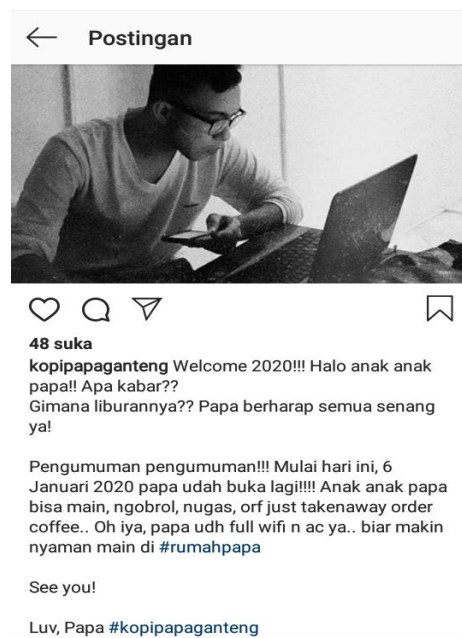 Postingan
48 suka
kopipapaganteng Welcome 2020!!! Halo anak anak
papa!! Apa kabar??
Gimana liburannya?? Papa berharap semua senang
ya!
Pengumuman pengumuman!!! Mulai hari ini, 6
Januari 2020 papa udah buka lagi!!!! Anak anak papa
bisa main, ngobrol, nugas, orf just takenaway order
coffee.. Oh iya, papa udh full wifi n ac ya.. biar makin
nyaman main di #rumahpapa
See you!
Luv, Papa #kopipapaganteng